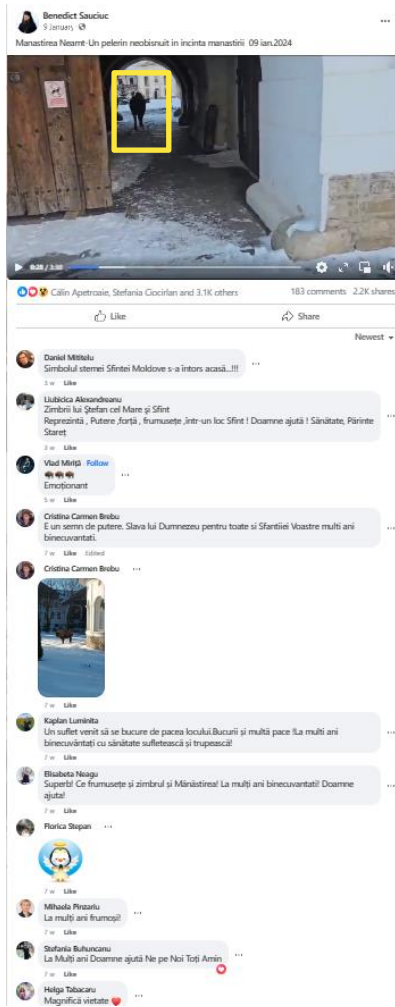 Benedict Sauciuc
9 January
Manastirea Neamt-Un pelerin neobisnuit in incinta manastirii 09 ian.2024
0:28 /
Călin Apetroaie, Stefania Ciocirlan and 3.1K others
183 comments 2.2K shares
Like
Share
Newest
Daniel Mititelu
Simbolul stemei Sfintei Moldove s-a întors acasă...!!!
3 w Like
Liubicica Alexandreanu
Zimbrii lui Ştefan cel Mare şi Sfint
Reprezintă , Putere ,forţă , frumuseţe ,într-un loc Sfint ! Doamne ajută ! Sănătate, Părinte
Stareţ
3 w Like
Vlad Miriţă Follow
Emoţionant
5 w Like
Cristina Carmen Brebu
E un semn de putere. Slava lui Dumnezeu pentru toate si Sfantiiei Voastre multi ani
binecuvantati.
7 w Like Edited
Cristina Carmen Brebu
7 w Like
Kaplan Luminita
Un suflet venit să se bucure de pacea locului.Bucurii și multă pace !La multi ani
binecuvântați cu sănătate sufletească și trupească!
7 w Like
Elisabeta Neagu
Superb! Ce frumusețe și zimbrul și Mânăstirea! La mulți ani binecuvantati! Doamne
ajuta!
7 w Like
Florica Stepan
7 w Like
Mihaela Pinzariu
La mulți ani frumoși!
7 w Like
Stefania Buhuncanu
La Mulți ani Doamne ajută Ne pe Noi Toți Amin
7 w Like
Helga Tabacaru
Magnifică vietate